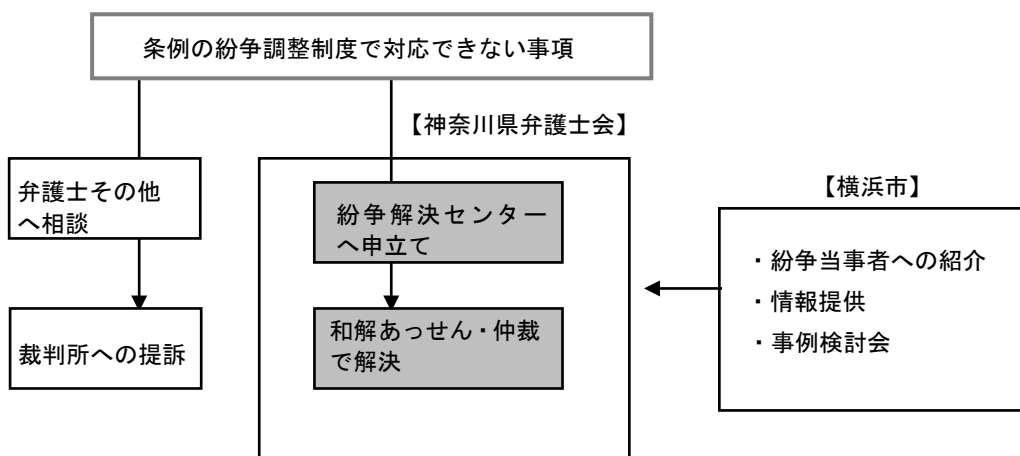 条例の紛争調整制度で対応できない事項
【神奈川県弁護士会】
弁護士その他
へ相談
裁判所への提訴
紛争解決センター
へ申立て
和解あっせん・仲裁
で解決
【横浜市】
・紛争当事者への紹介
・情報提供
・事例検討会